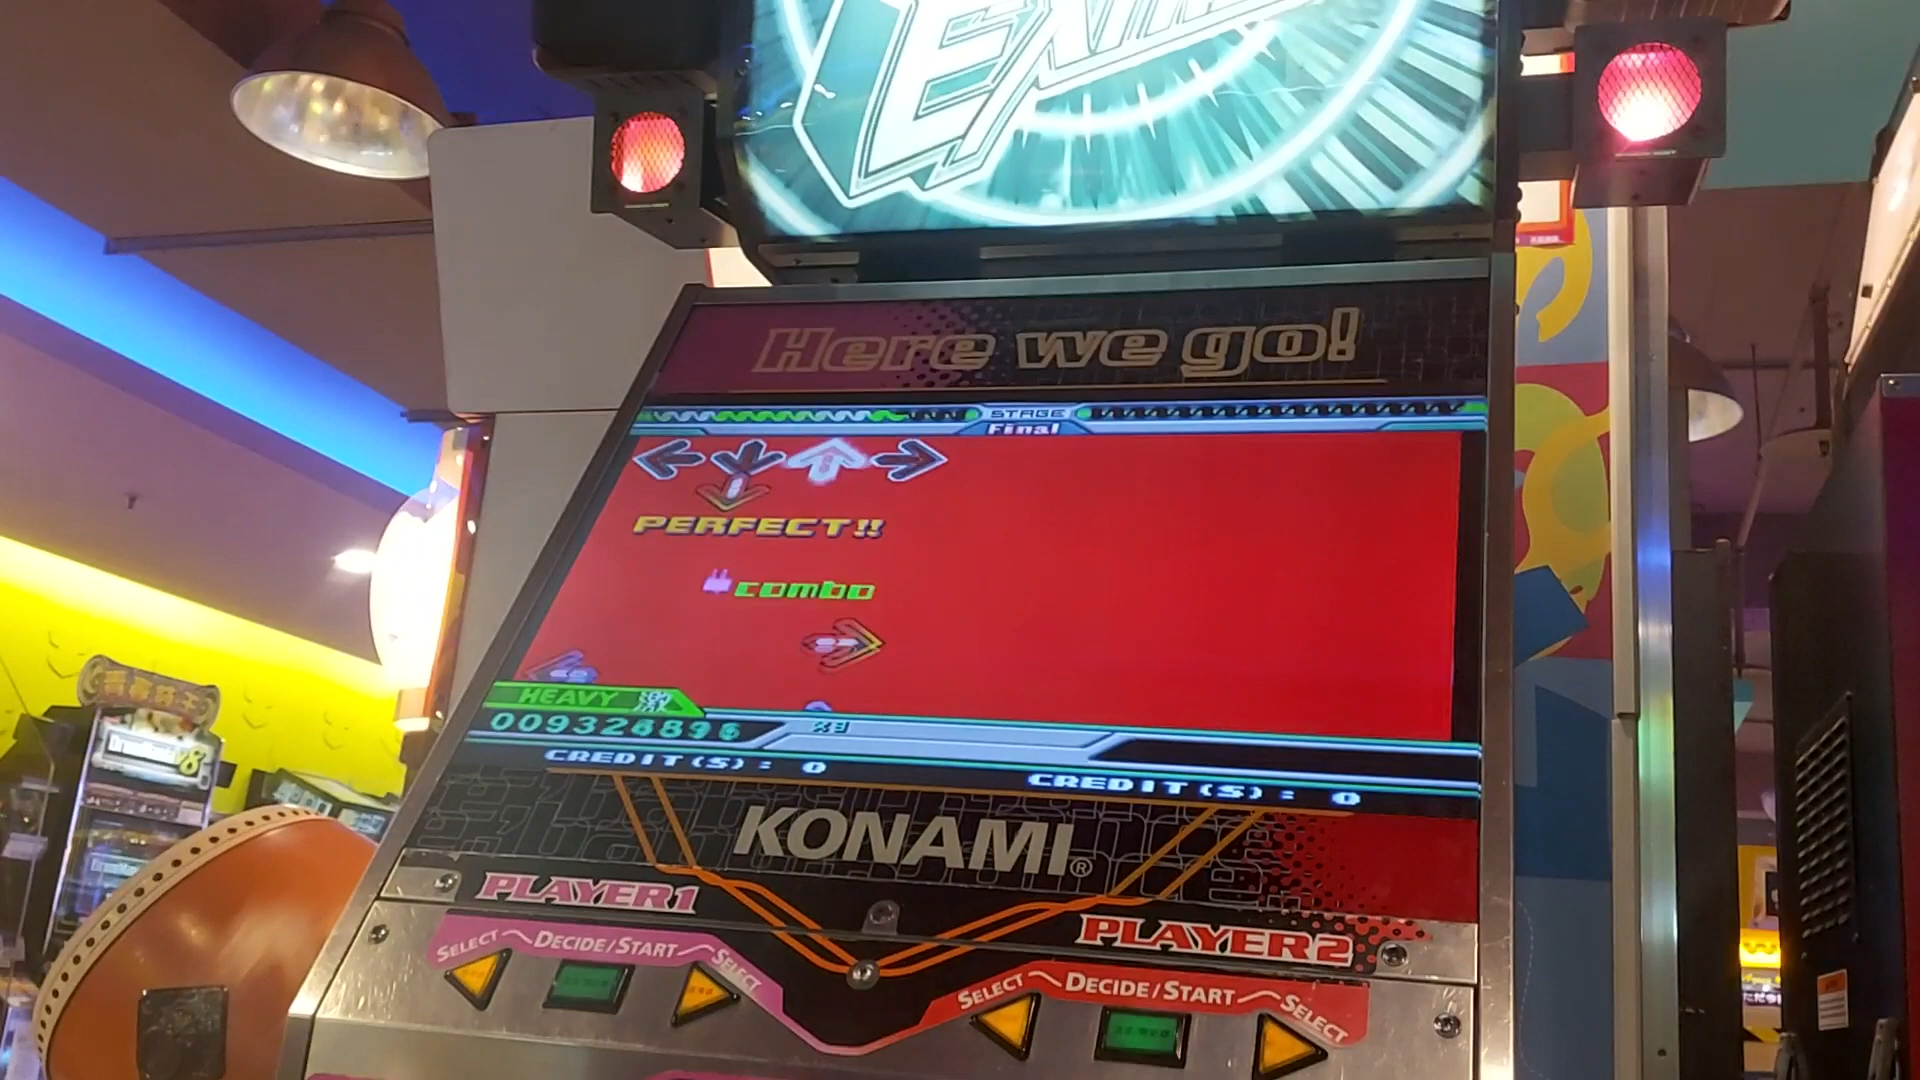 Here we go!
STAGE
Final
PERFECT!!
combo
HEAVY
CREDIT(S) : 0
CREDIT(S) : 0
KONAMI®
PLAYER1
PLAYER2
SELECT DECIDE/START SELECT
SELECT DECIDE/START SELECT